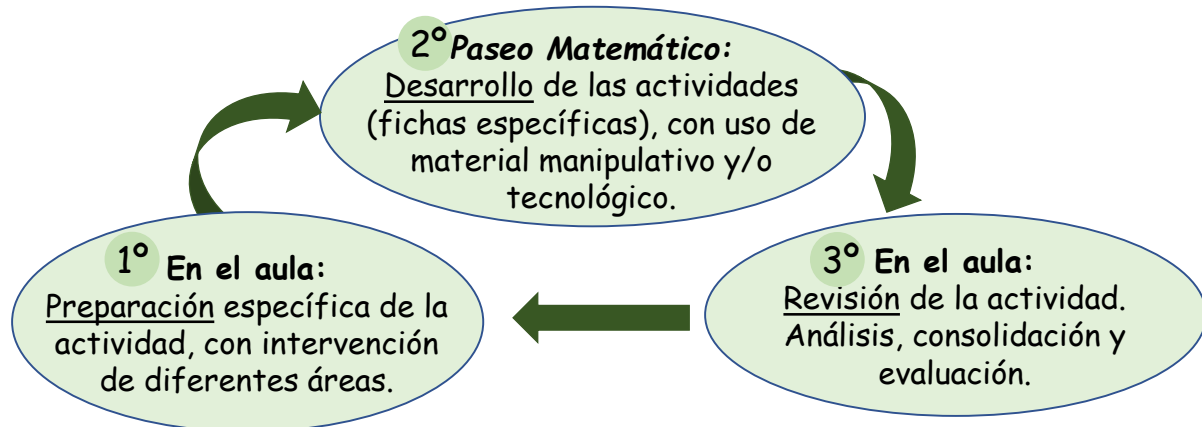 1º En el aula:
Preparación específica de la
actividad, con intervención
de diferentes áreas.
2º Paseo Matemático:
Desarrollo de las actividades
(fichas específicas), con uso de
material manipulativo y/o
tecnológico.
3º En el aula:
Revisión de la actividad.
Análisis, consolidación y
evaluación.